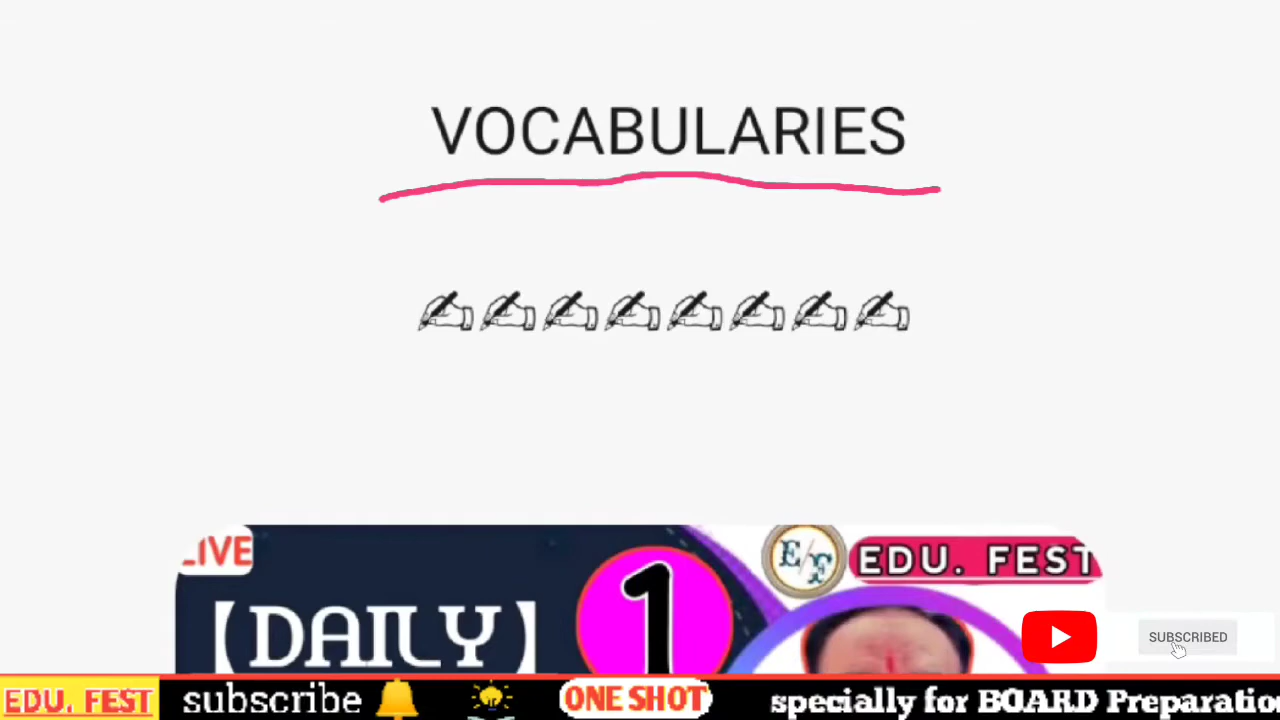 VOCABULARIES
✍✍✍✍✍✍✍✍
LIVE
E/F EDU. FEST
【DAILY】 1
SUBSCRIBED
EDU. FEST subscribe ONE SHOT specially for BOARD Preparatio